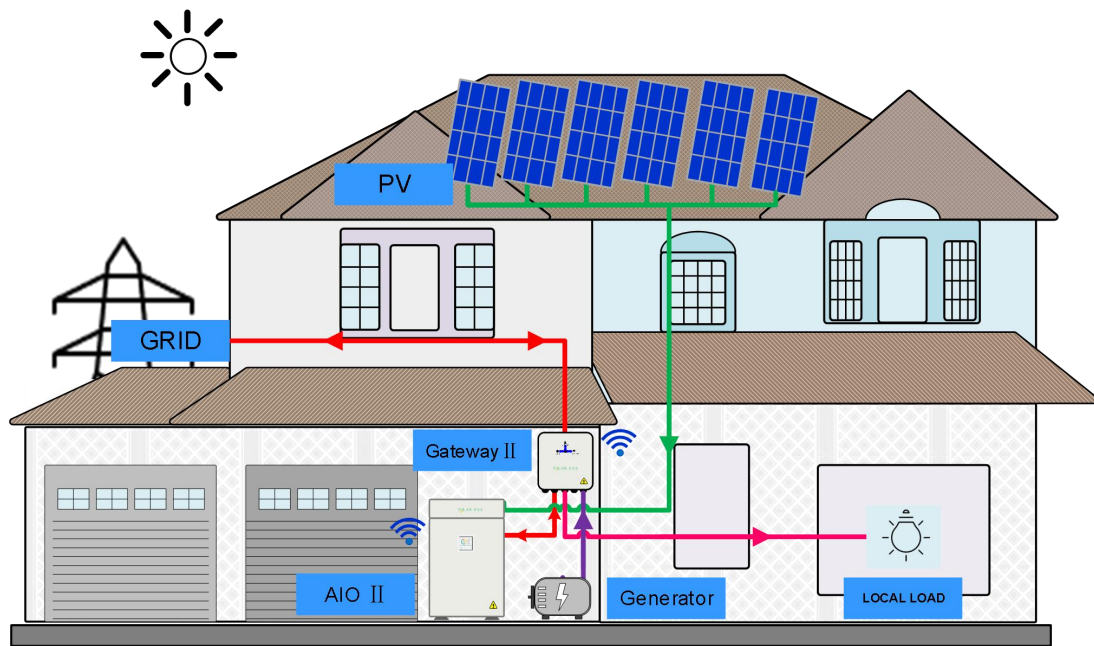 PV
GRID
Gateway II
AIO II
Generator
LOCAL LOAD